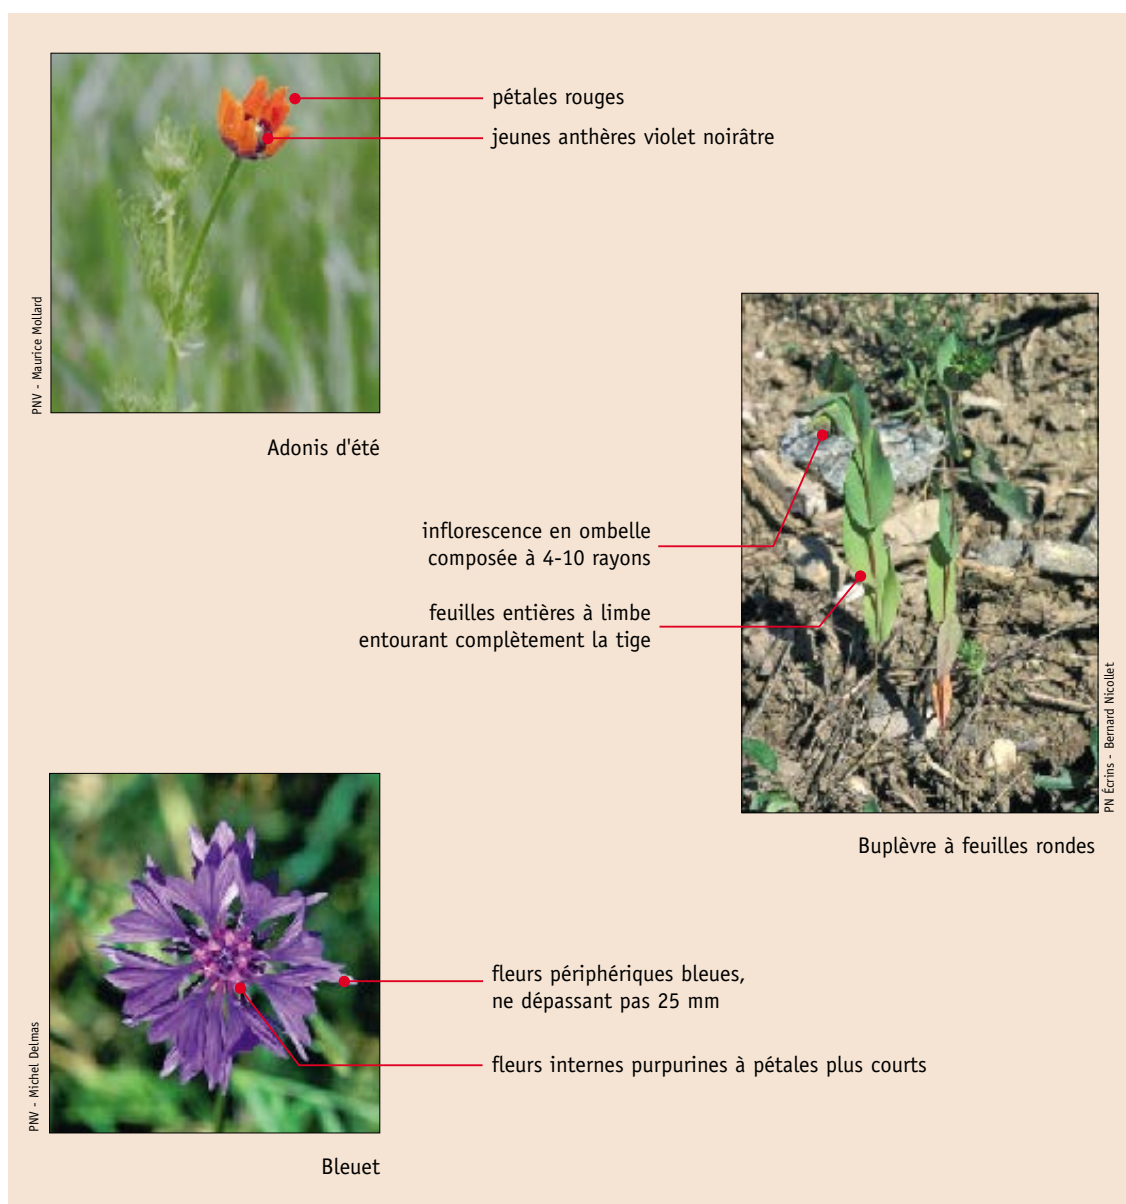 pétales rouges
jeunes anthères violet noirâtre
PNV - Maurice Mollard
Adonis d'été
inflorescence en ombelle
composée à 4-10 rayons
feuilles entières à limbe
entourant complètement la tige
PN Écrins - Bernard Nicollet
Buplèvre à feuilles rondes
fleurs périphériques bleues,
ne dépassant pas 25 mm
fleurs internes purpurines à pétales plus courts
PNV - Michel Delmas
Bleuet